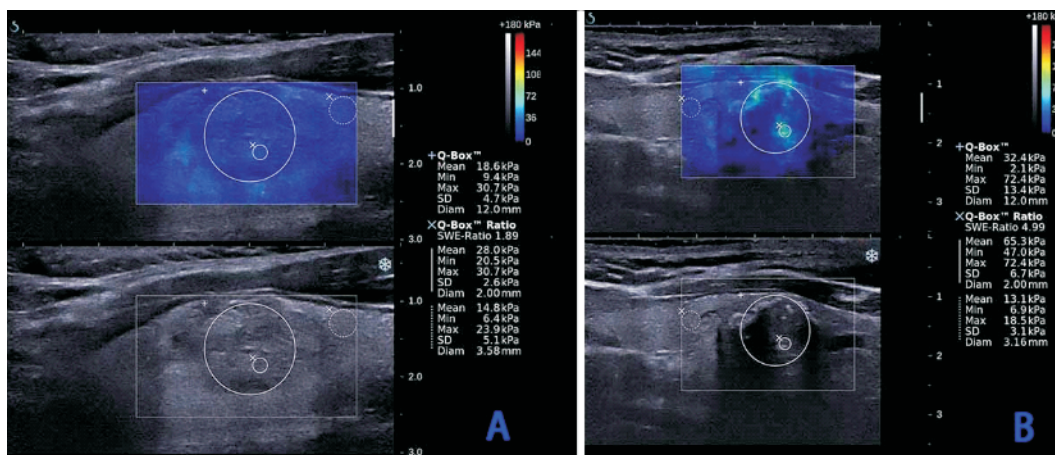 +180 kPa
144
108
72
36
0
1.0
2.0
3.0
+Q-Box™
Mean 18.6kPa
Min 9.4kPa
Max 30.7kPa
SD 4.7kPa
Diam 12.0mm
×Q-Box™ Ratio
SWE-Ratio 1.89
Mean 28.0kPa
Min 20.5kPa
Max 30.7kPa
SD 2.6kPa
Diam 2.00mm
Mean 14.8kPa
Min 6.4kPa
Max 23.9kPa
SD 5.1kPa
Diam 3.58mm
1.0
2.0
3.0
A
+180 kPa
1
2
3
+Q-Box™
Mean 32.4kPa
Min 2.1kPa
Max 72.4kPa
SD 13.4kPa
Diam 12.0mm
×Q-Box™ Ratio
SWE-Ratio 4.99
Mean 65.3kPa
Min 47.0kPa
Max 72.4kPa
SD 6.7kPa
Diam 2.00mm
Mean 13.1kPa
Min 6.9kPa
Max 18.5kPa
SD 3.1kPa
Diam 3.16mm
1
2
3
B